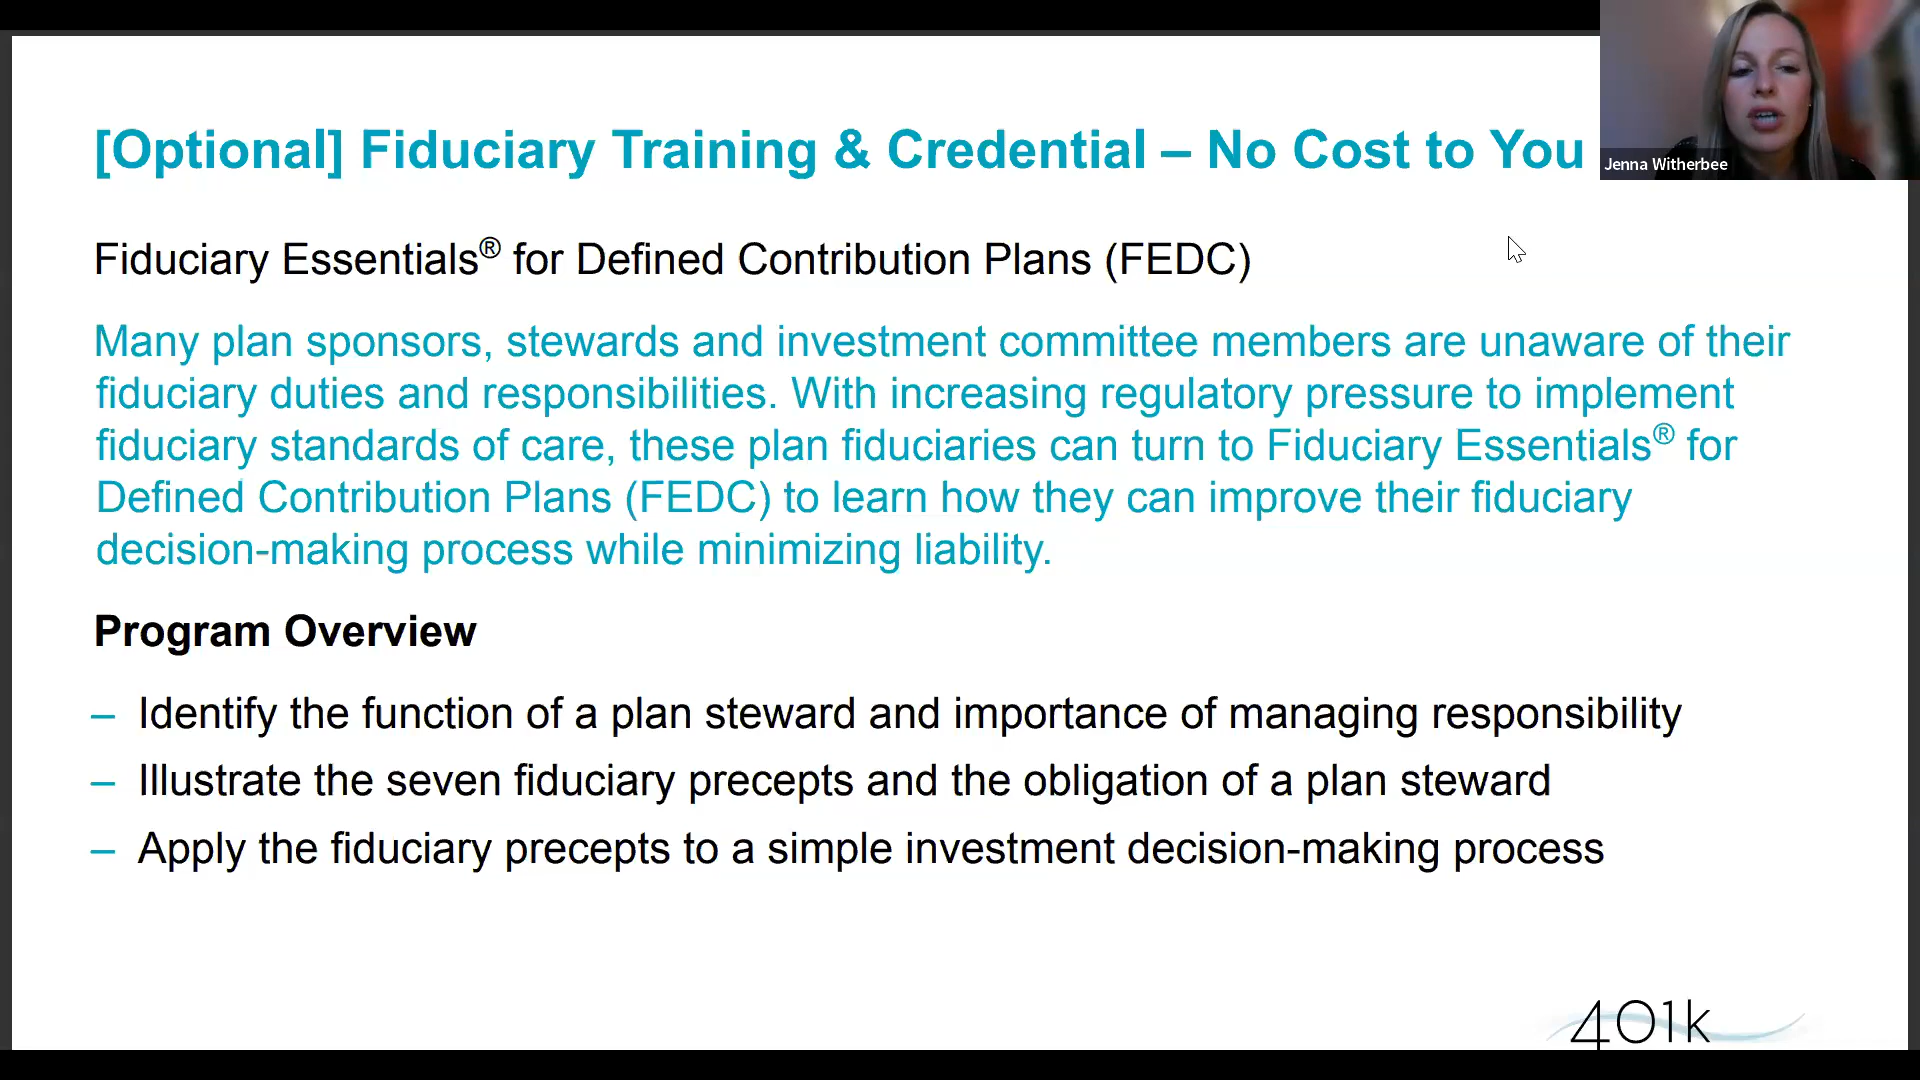 [Optional] Fiduciary Training & Credential – No Cost to You
Jenna Witherbee
Fiduciary Essentials® for Defined Contribution Plans (FEDC)
Many plan sponsors, stewards and investment committee members are unaware of their
fiduciary duties and responsibilities. With increasing regulatory pressure to implement
fiduciary standards of care, these plan fiduciaries can turn to Fiduciary Essentials® for
Defined Contribution Plans (FEDC) to learn how they can improve their fiduciary
decision-making process while minimizing liability.
Program Overview
– Identify the function of a plan steward and importance of managing responsibility
– Illustrate the seven fiduciary precepts and the obligation of a plan steward
– Apply the fiduciary precepts to a simple investment decision-making process
401k